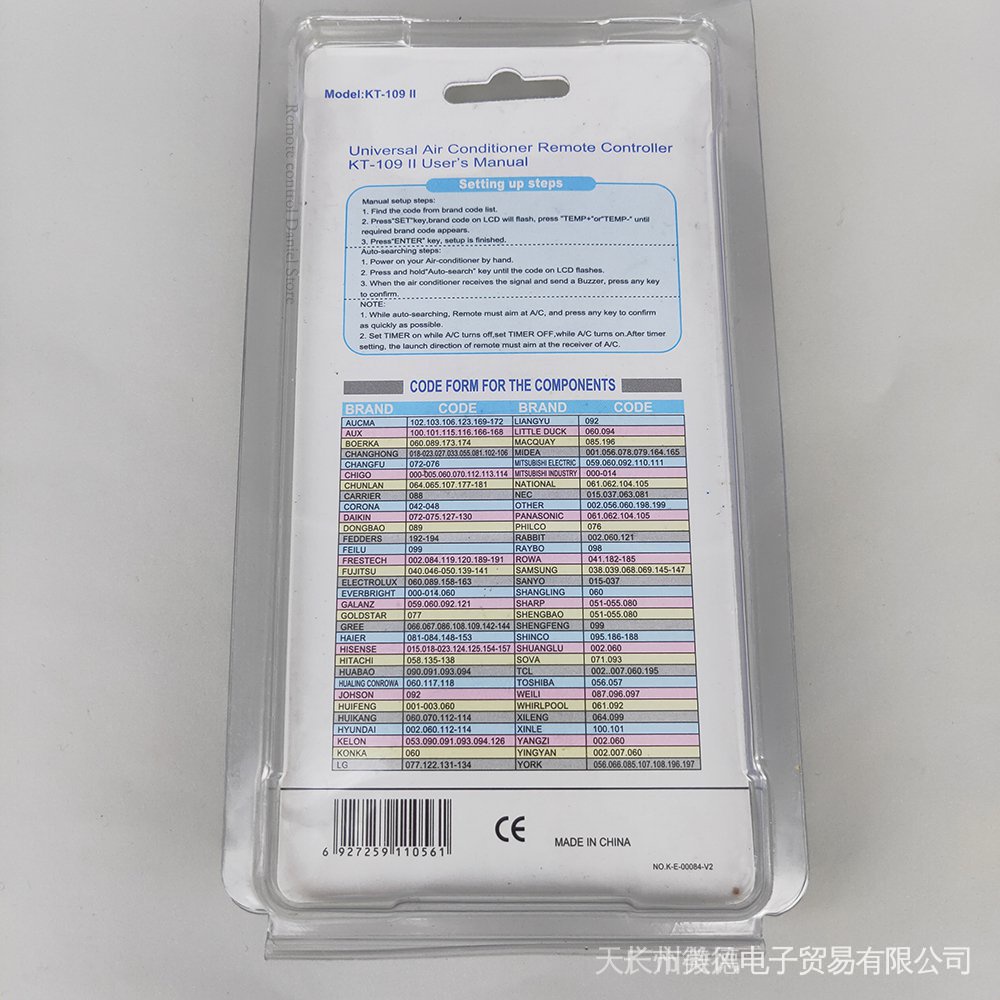 Model:KT-109 II
Remote control Daniel Store
Universal Air Conditioner Remote Controller
KT-109 II User's Manual
Setting up steps
Manual setup steps:
1. Find the code from brand code list.
2. Press"SET"key,brand code on LCD will flash, press "TEMP+"or"TEMP-" until
required brand code appears.
3. Press"ENTER" key, setup is finished.
Auto-searching steps:
1. Power on your Air-conditioner by hand.
2. Press and hold"Auto-search" key until the code on LCD flashes.
3. When the air conditioner receives the signal and send a Buzzer, press any key
to confirm.
NOTE:
1. While auto-searching, Remote must aim at A/C, and press any key to confirm
as quickly as possible.
2. Set TIMER on while A/C turns off,set TIMER OFF,while A/C turns on.After timer
setting, the launch direction of remote must aim at the receiver of A/C.
CODE FORM FOR THE COMPONENTS
BRAND CODE BRAND CODE
AUCMA 102.103.106.123.169-172 LIANGYU 092
AUX 100.101.115.116.166-168 LITTLE DUCK 060.094
BOERKA 060.089.173.174 MACQUAY 085.196
CHANGHONG 018-023.027.033.055.081.102-106 MIDEA 001.056.078.079.164.165
CHANGFU 072-076 MITSUBISHI ELECTRIC 059.060.092.110.111
CHIGO 000-005.060.070.112.113.114 MITSUBISHI INDUSTRY 000-014
CHUNLAN 064.065.107.177-181 NATIONAL 061.062.104.105
CARRIER 088 NEC 015.037.063.081
CORONA 042-048 OTHER 002.056.060.198.199
DAIKIN 072-075.127-130 PANASONIC 061.062.104.105
DONGBAO 089 PHILCO 076
FEDDERS 192-194 RABBIT 002.060.121
FEILU 099 RAYBO 098
FRESTECH 002.084.119.120.189-191 ROWA 041.182-185
FUJITSU 040.046-050.139-141 SAMSUNG 038.039.068.069.145-147
ELECTROLUX 060.089.158-163 SANYO 015-037
EVERBRIGHT 000-014.060 SHANGLING 060
GALANZ 059.060.092.121 SHARP 051-055.080
GOLDSTAR 077 SHENGBAO 051-055.080
GREE 066.067.086.108.109.142-144 SHENGFENG 099
HAIER 081-084.148-153 SHINCO 095.186-188
HISENSE 015.018-023.124.125.154-157 SHUANGLU 002.060
HITACHI 058.135-138 SOVA 071.093
HUABAO 090.091.093.094 TCL 002..007.060.195
HUALING CONROWA 060.117.118 TOSHIBA 056.057
JOHSON 092 WEILI 087.096.097
HUIFENG 001-003.060 WHIRLPOOL 061.092
HUIKANG 060.070.112-114 XILENG 064.099
HYUNDAI 002.060.112-114 XINLE 100.101
KELON 053.090.091.093.094.126 YANGZI 002.060
KONKA 060 YINGYAN 002.007.060
LG 077.122.131-134 YORK 056.066.085.107.108.196.197
6 927259 110561
CE
MADE IN CHINA
NO.K-E-00084-V2
电子贸易有限公司